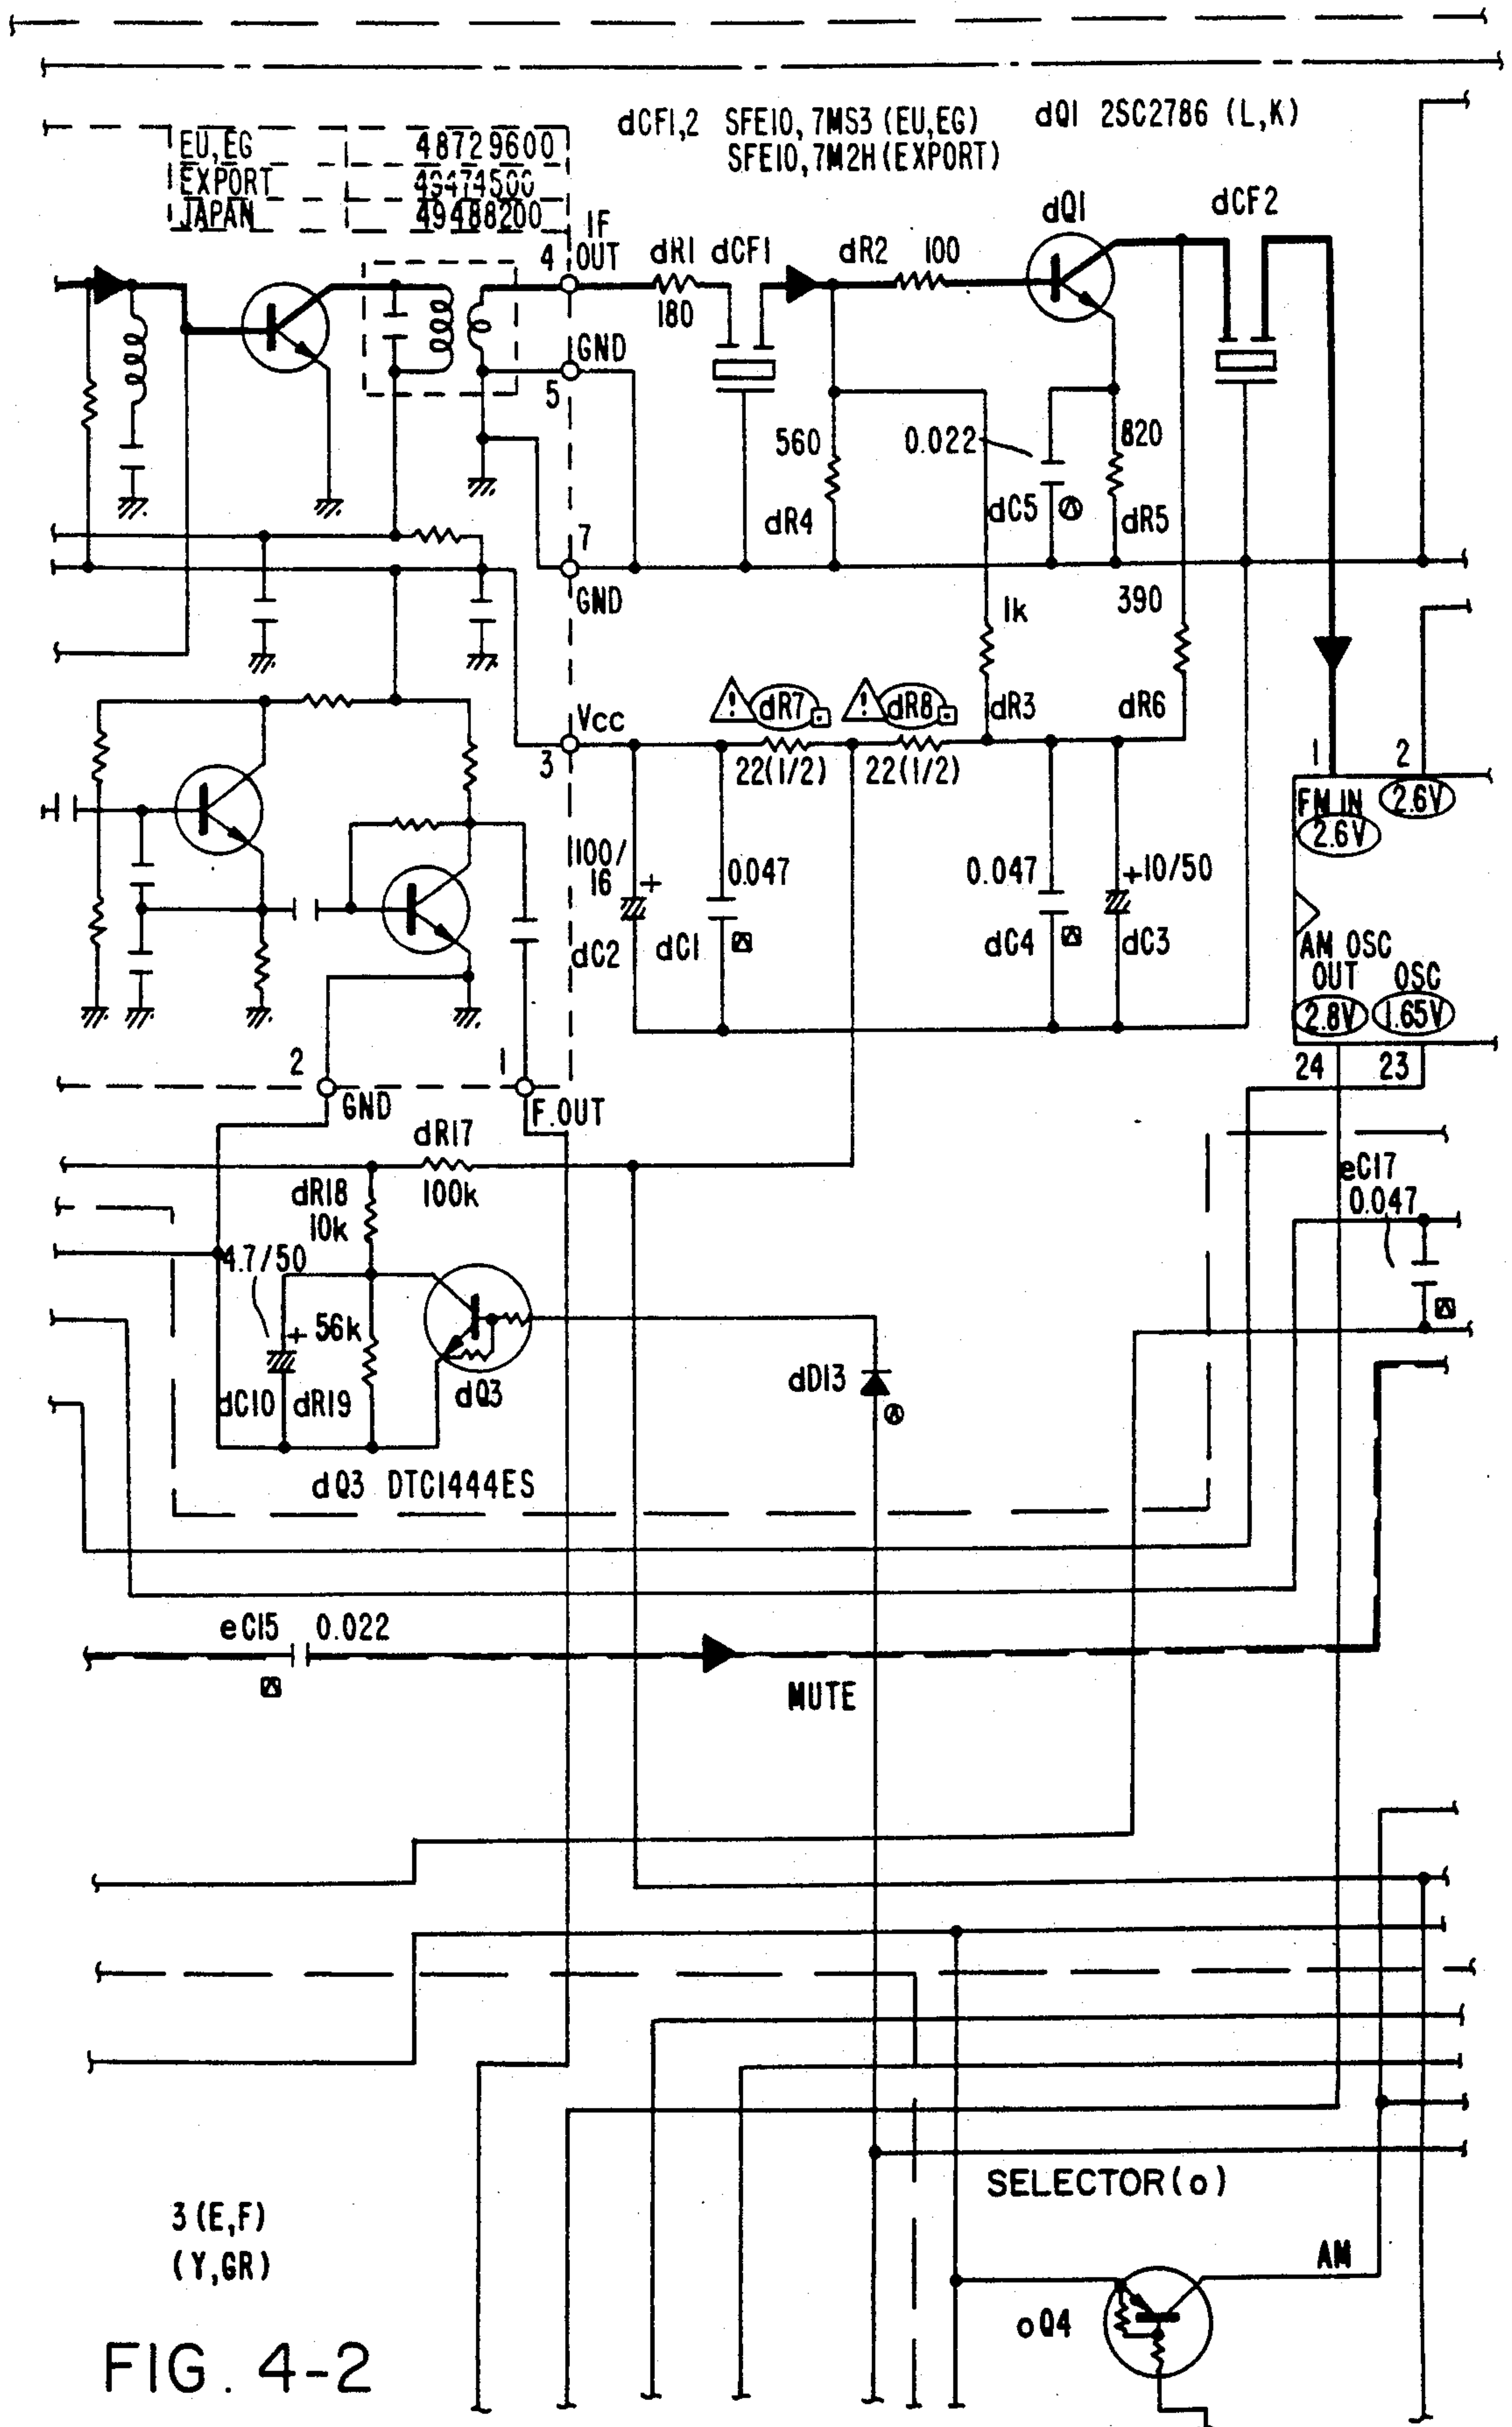 dCF1,2 SFE10,7MS3 (EU,EG) dQ1 2SC2786 (L,K)
SFE10,7M2H (EXPORT)
EU,EG 48729600
EXPORT
JAPAN 49488200
IF
OUT
4
dR1 dCF1 dR2 100 dQ1 dCF2
180
GND
5
560 0.022 820
dR4 dC5 dR5
7
GND
1k 390
dR7 dR8 dR3 dR6
Vcc
3
22(1/2) 22(1/2)
1 2
FM IN 2.6V
2.6V
100/
16 + 0.047 0.047 +10/50
dC2 dC1 dC4 dC3
AM OSC
OUT OSC
2.8V 1.65V
24 23
2 1
GND F.OUT
dR17
100k
dR18
10k
eC17
0.047
4.7/50
+ 56k
dC10 dR19 dQ3 dD13
dQ3 DTC1444ES
eC15 0.022
MUTE
SELECTOR(o)
3 (E,F)
(Y,GR)
AM
oQ4
FIG. 4-2